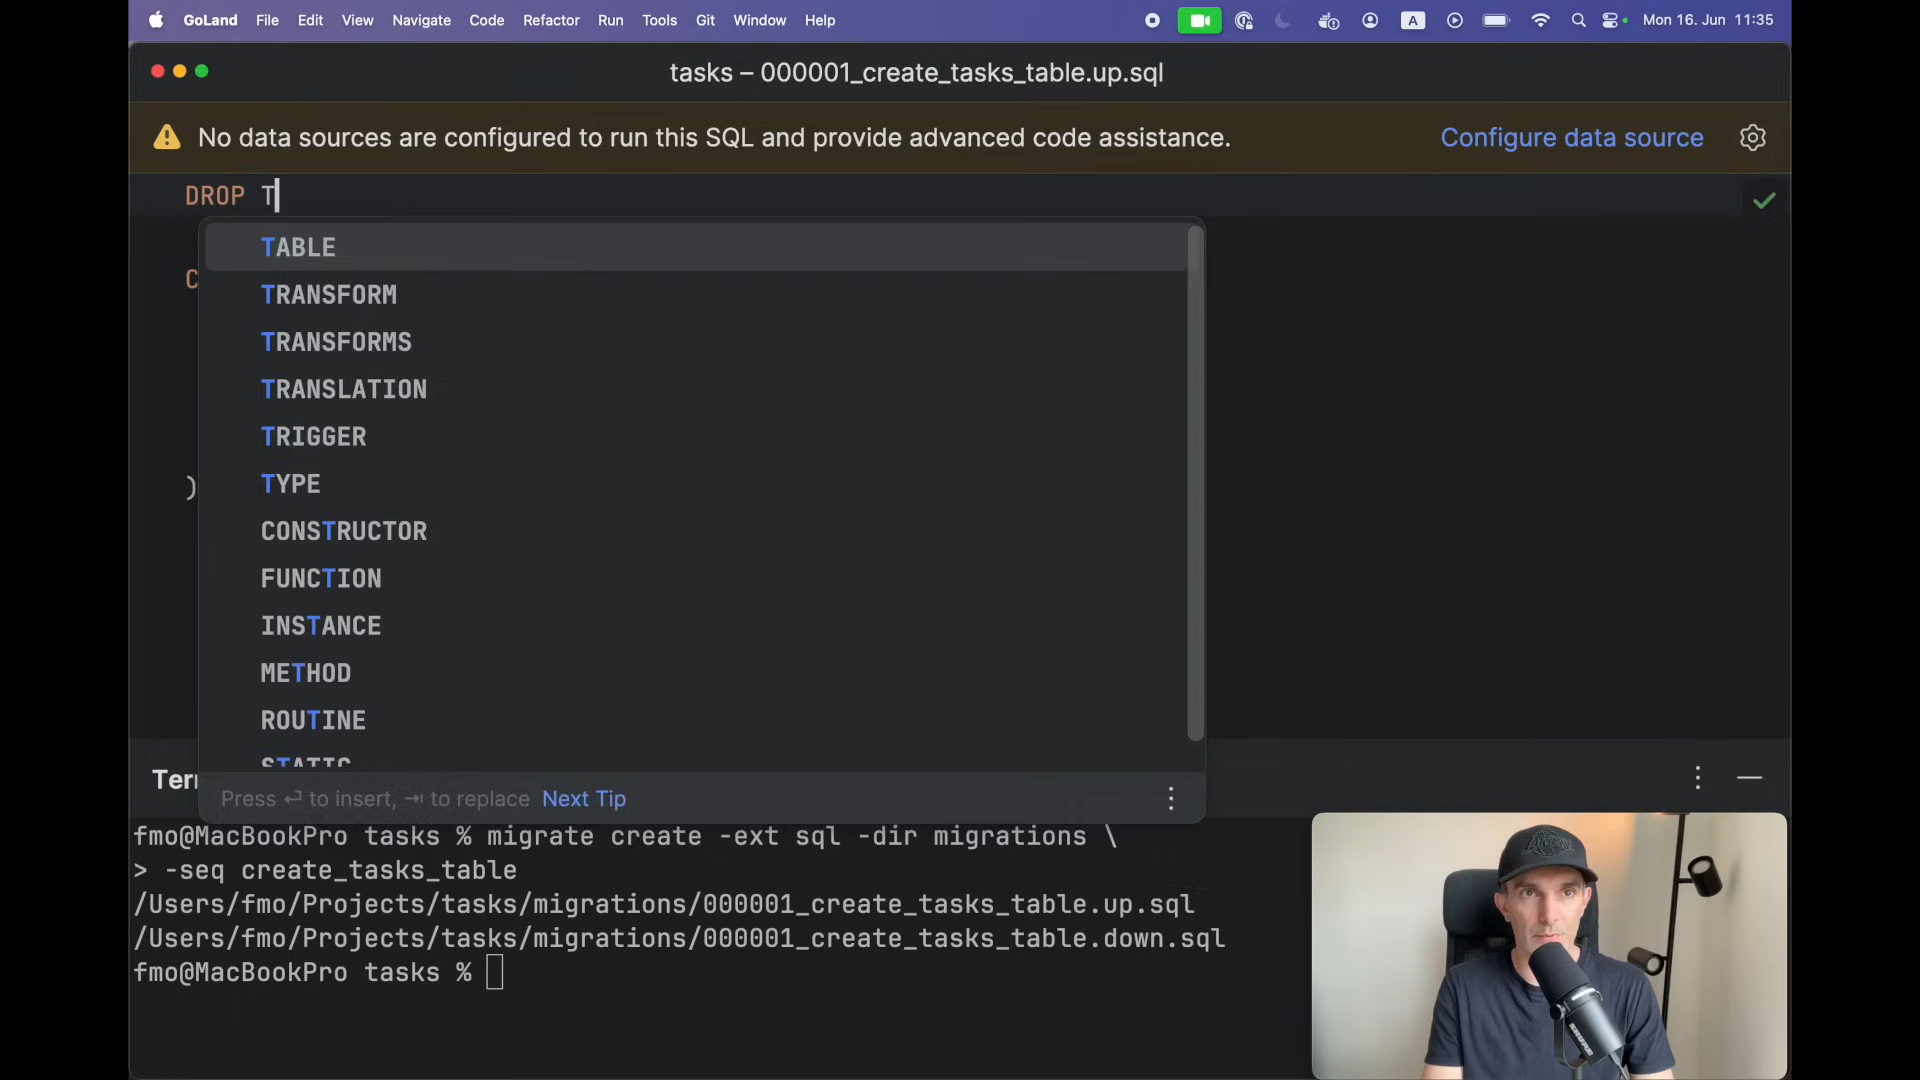 GoLand File Edit View Navigate Code Refactor Run Tools Git Window Help A Mon 16. Jun 11:35
tasks – 000001_create_tasks_table.up.sql
No data sources are configured to run this SQL and provide advanced code assistance. Configure data source
DROP T
TABLE
C
TRANSFORM
TRANSFORMS
TRANSLATION
TRIGGER
TYPE
)
CONSTRUCTOR
FUNCTION
INSTANCE
METHOD
ROUTINE
STATIC
Terr
Press ⏎ to insert, ⇥ to replace Next Tip
fmo@MacBookPro tasks % migrate create -ext sql -dir migrations \
> -seq create_tasks_table
/Users/fmo/Projects/tasks/migrations/000001_create_tasks_table.up.sql
/Users/fmo/Projects/tasks/migrations/000001_create_tasks_table.down.sql
fmo@MacBookPro tasks %
SHURE